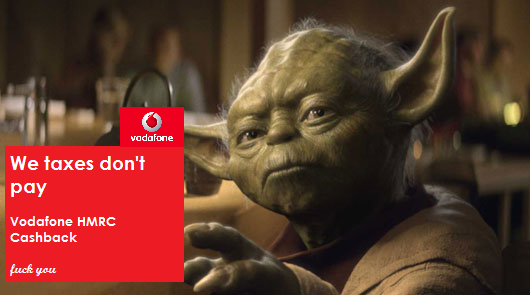 vodafone
We taxes don't
pay
Vodafone HMRC
Cashback
fuck you